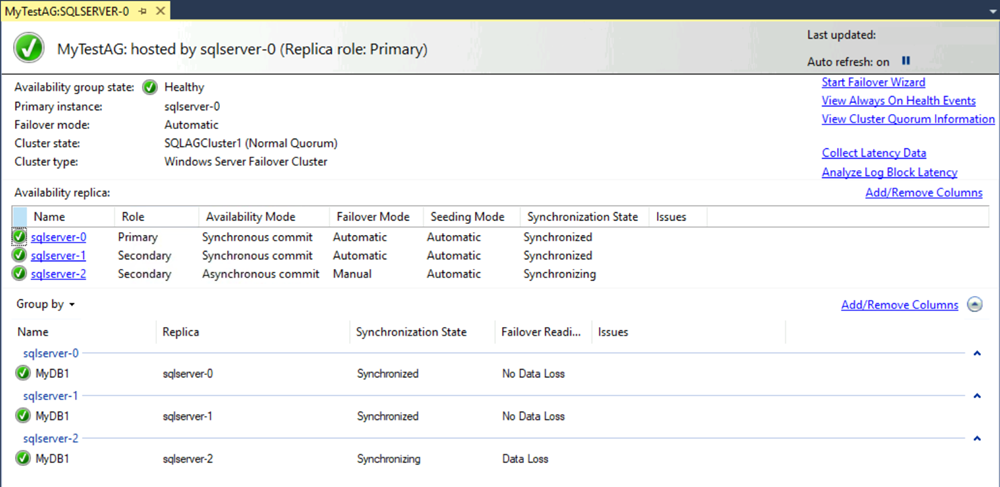 MyTestAG:SQLSERVER-0
MyTestAG: hosted by sqlserver-0 (Replica role: Primary)
Last updated:
Auto refresh: on
Availability group state: Healthy
Primary instance: sqlserver-0
Failover mode: Automatic
Cluster state: SQLAGCluster1 (Normal Quorum)
Cluster type: Windows Server Failover Cluster
Start Failover Wizard
View Always On Health Events
View Cluster Quorum Information
Collect Latency Data
Analyze Log Block Latency
Availability replica: Add/Remove Columns
Name Role Availability Mode Failover Mode Seeding Mode Synchronization State Issues
sqlserver-0 Primary Synchronous commit Automatic Automatic Synchronized
sqlserver-1 Secondary Synchronous commit Automatic Automatic Synchronized
sqlserver-2 Secondary Asynchronous commit Manual Automatic Synchronizing
Group by Add/Remove Columns
Name Replica Synchronization State Failover Readi... Issues
sqlserver-0
MyDB1 sqlserver-0 Synchronized No Data Loss
sqlserver-1
MyDB1 sqlserver-1 Synchronized No Data Loss
sqlserver-2
MyDB1 sqlserver-2 Synchronizing Data Loss